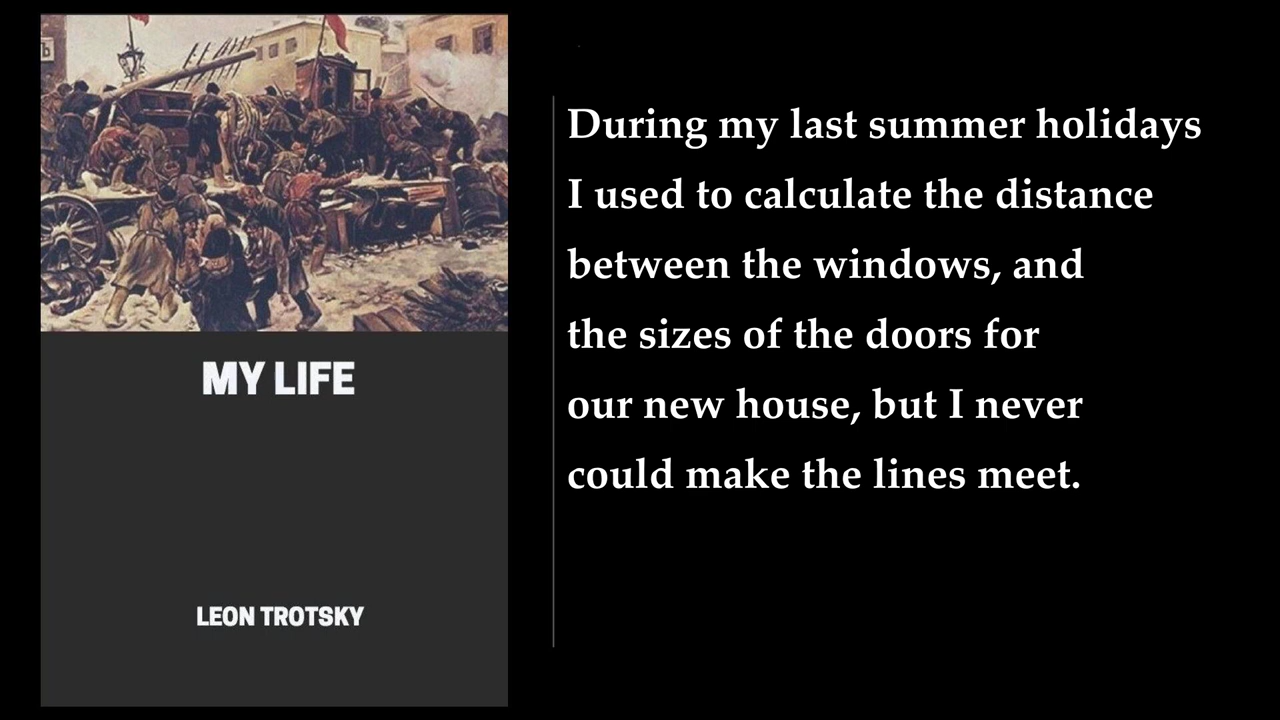 MY LIFE
LEON TROTSKY
During my last summer holidays
I used to calculate the distance
between the windows, and
the sizes of the doors for
our new house, but I never
could make the lines meet.